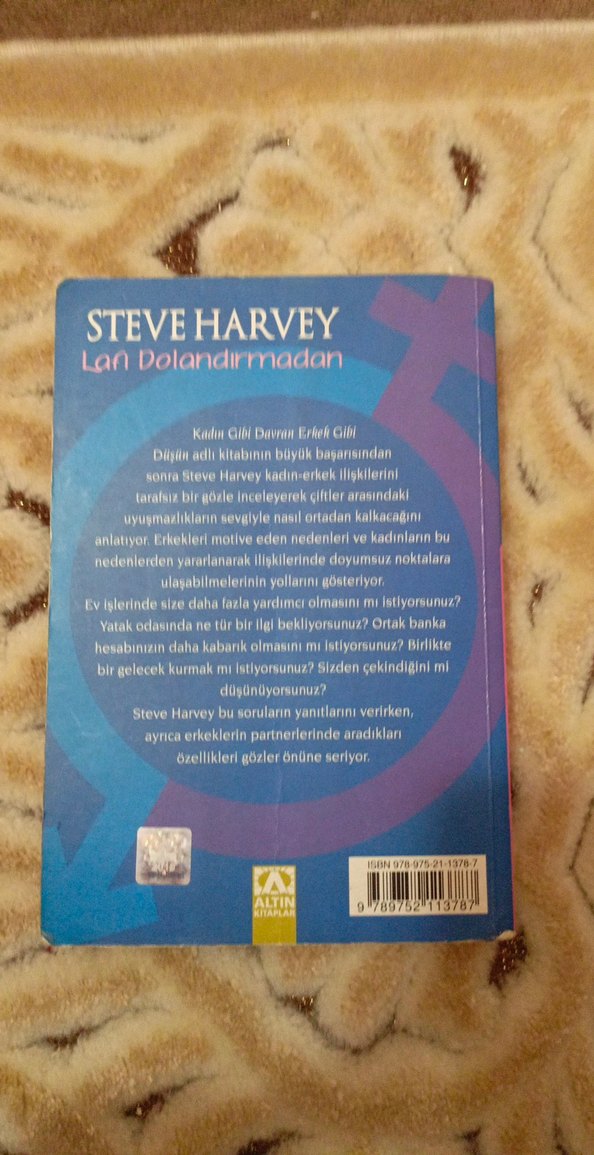 STEVE HARVEY
Lafı Dolandırmadan
Kadın Gibi Davran Erkek Gibi
Düşün adlı kitabının büyük başarısından
sonra Steve Harvey kadın-erkek ilişkilerini
tarafsız bir gözle inceleyerek çiftler arasındaki
uyuşmazlıkların sevgiyle nasıl ortadan kalkacağını
anlatıyor. Erkekleri motive eden nedenleri ve kadınların bu
nedenlerden yararlanarak ilişkilerinde doyumsuz noktalara
ulaşabilmelerinin yollarını gösteriyor.
Ev işlerinde size daha fazla yardımcı olmasını mı istiyorsunuz?
Yatak odasında ne tür bir ilgi bekliyorsunuz? Ortak banka
hesabınızın daha kabarık olmasını mı istiyorsunuz? Birlikte
bir gelecek kurmak mı istiyorsunuz? Sizden çekindiğini mi
düşünüyorsunuz?
Steve Harvey bu soruların yanıtlarını verirken,
ayrıca erkeklerin partnerlerinde aradıkları
özellikleri gözler önüne seriyor.
ALTIN
KİTAPLAR
ISBN 978-975-21-1378-7
9 789752 113787